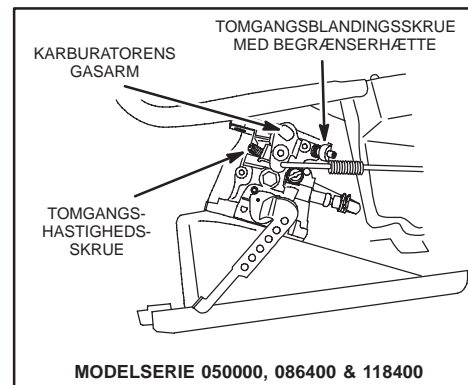 TOMGANGSBLANDINGSSKRUE
MED BEGRÆNSERHÆTTE
KARBURATORENS
GASARM
TOMGANGS-
HASTIGHEDS-
SKRUE
MODELSERIE 050000, 086400 & 118400